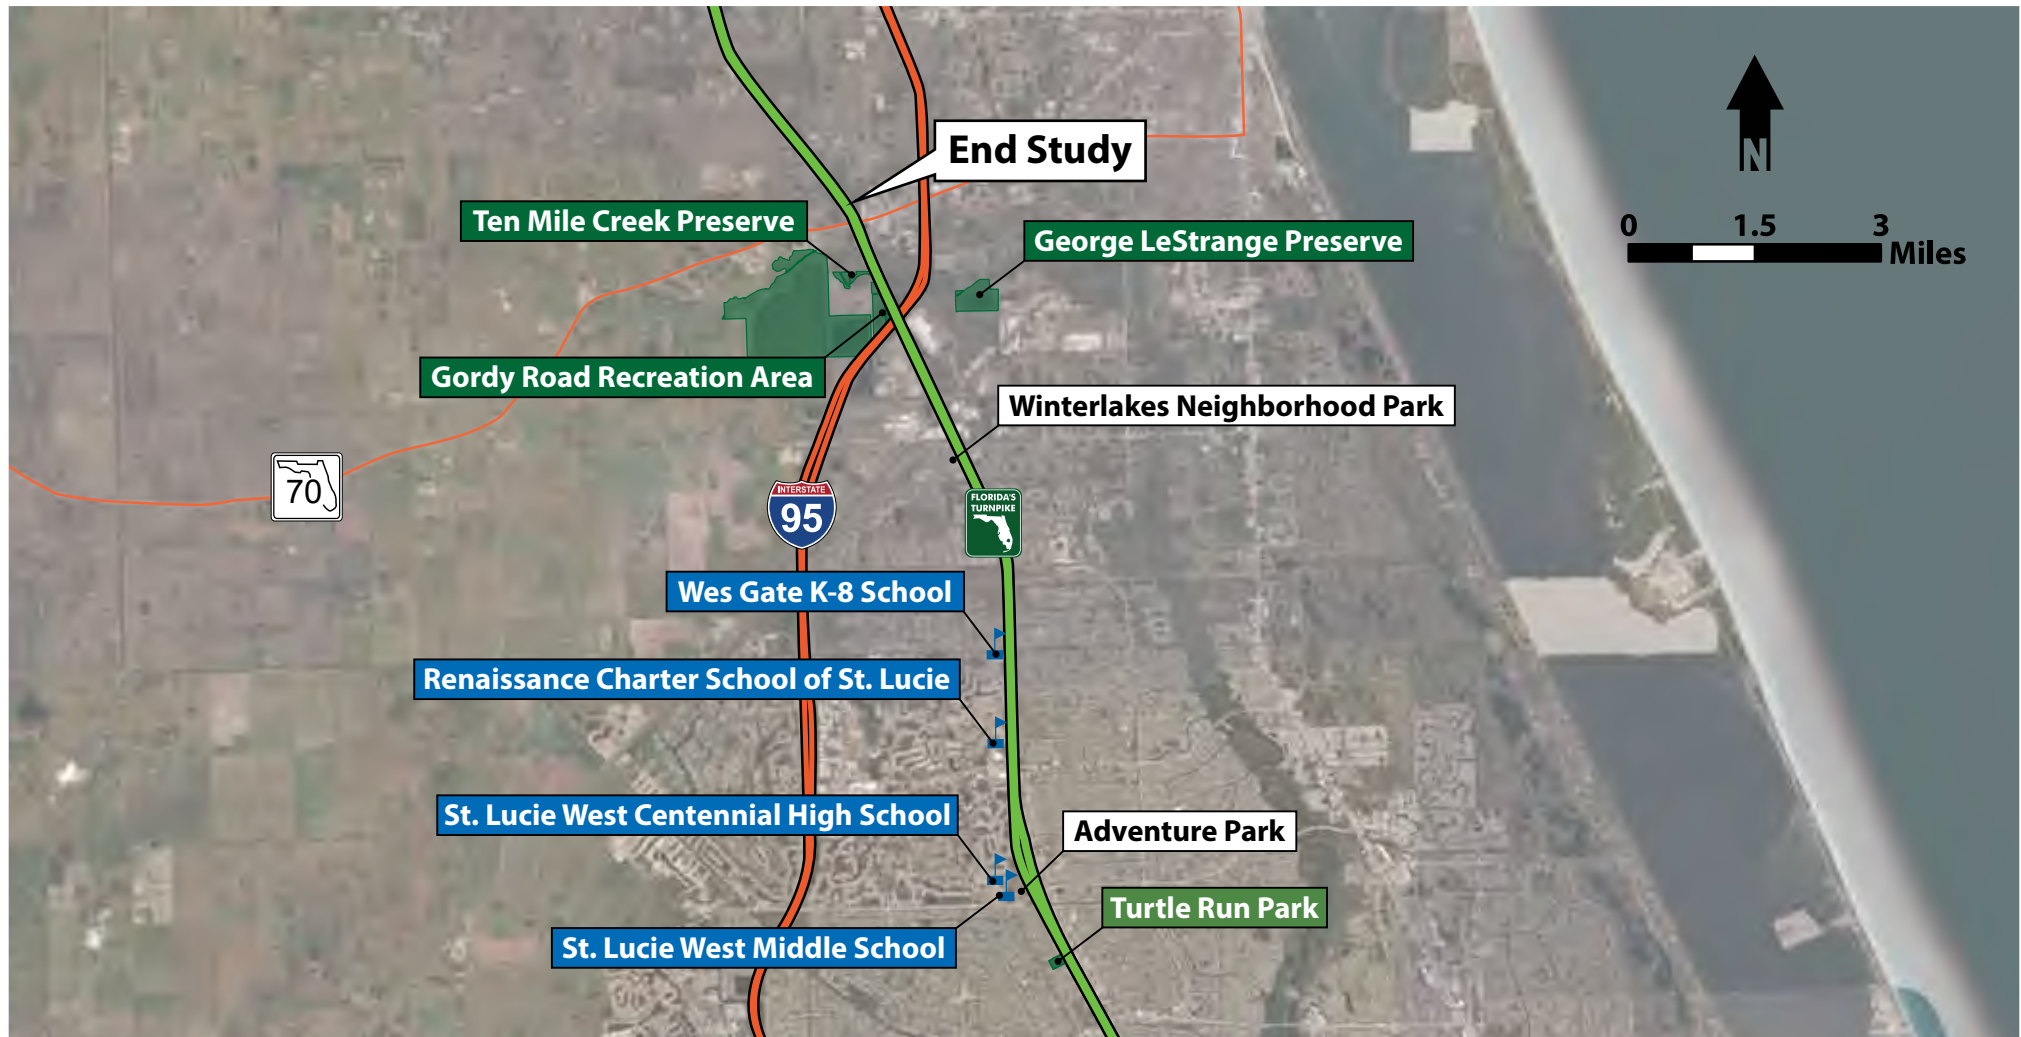 End Study
N
0 1.5 3
Miles
Ten Mile Creek Preserve
George LeStrange Preserve
Gordy Road Recreation Area
Winterlakes Neighborhood Park
70
INTERSTATE
95
FLORIDA'S
TURNPIKE
Wes Gate K-8 School
Renaissance Charter School of St. Lucie
St. Lucie West Centennial High School
Adventure Park
Turtle Run Park
St. Lucie West Middle School